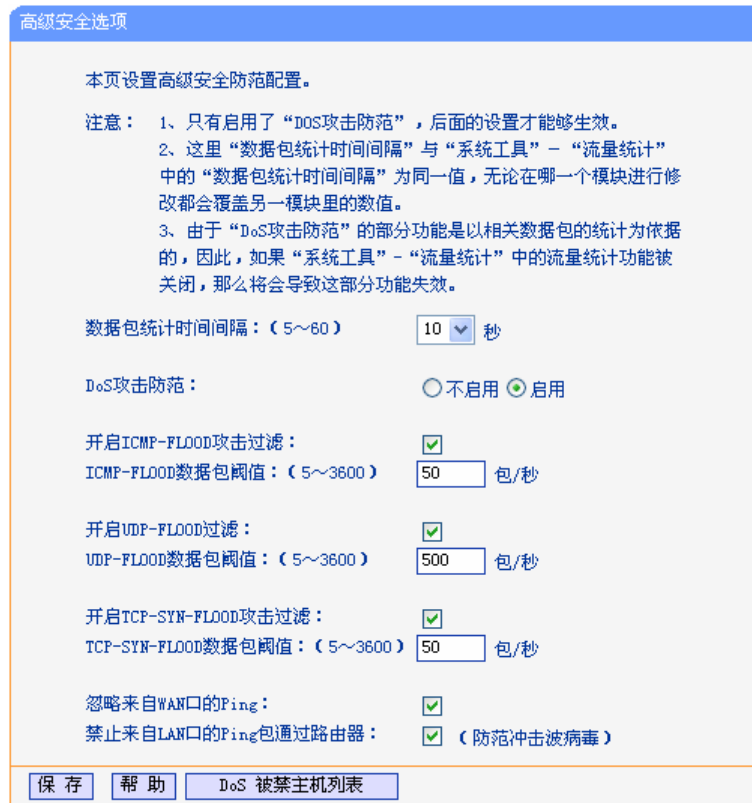 高级安全选项
本页设置高级安全防范配置。
注意： 1、只有启用了“DOS攻击防范”，后面的设置才能够生效。
2、这里“数据包统计时间间隔”与“系统工具”－“流量统计”
中的“数据包统计时间间隔”为同一值，无论在哪一个模块进行修
改都会覆盖另一模块里的数值。
3、由于“DoS攻击防范”的部分功能是以相关数据包的统计为依据
的，因此，如果“系统工具”-“流量统计”中的流量统计功能被
关闭，那么将会导致这部分功能失效。
数据包统计时间间隔：（5～60） 10 秒
DoS攻击防范： 不启用 启用
开启ICMP-FLOOD攻击过滤：
ICMP-FLOOD数据包阈值：（5～3600） 50 包/秒
开启UDP-FLOOD过滤：
UDP-FLOOD数据包阈值：（5～3600） 500 包/秒
开启TCP-SYN-FLOOD攻击过滤：
TCP-SYN-FLOOD数据包阈值：（5～3600） 50 包/秒
忽略来自WAN口的Ping：
禁止来自LAN口的Ping包通过路由器： （防范冲击波病毒）
保 存 帮 助 DoS 被禁主机列表